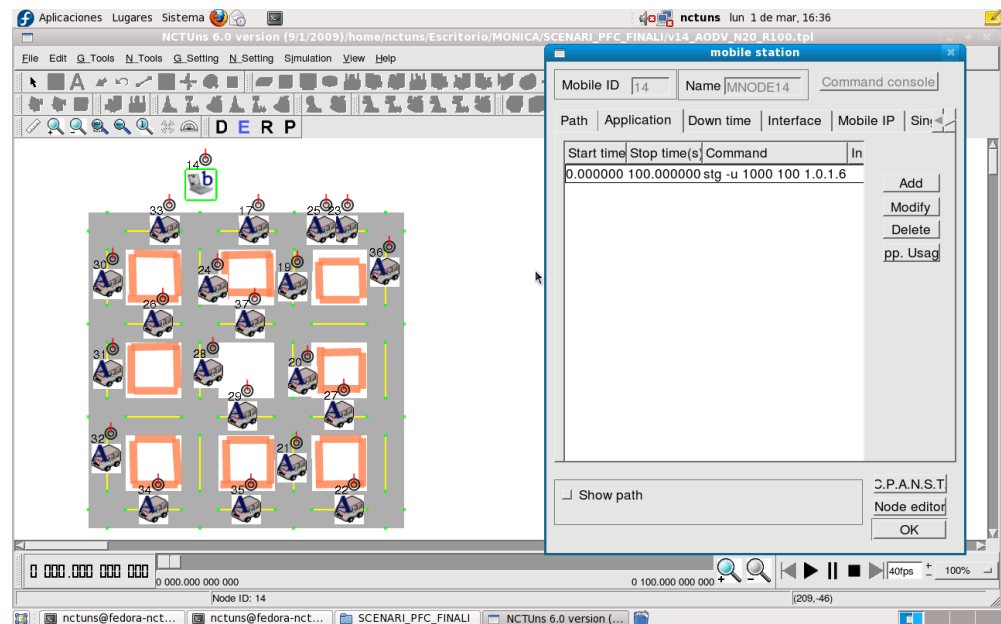 Aplicaciones Lugares Sistema nctuns lun 1 de mar, 16:36
NCTUns 6.0 version (9/1/2009)/home/nctuns/Escritorio/MONICA/SCENARI_PFC_FINALI/v14_AODV_N20_R100.tpl
File Edit G_Tools N_Tools G_Setting N_Setting Simulation View Help
D E R P
mobile station
Mobile ID 14 Name MNODE14 Command console
Path Application Down time Interface Mobile IP Sin
Start time Stop time(s) Command In
0.000000 100.000000 stg -u 1000 100 1.0.1.6
Add
Modify
Delete
pp. Usag
Show path
C.P.A.N.S.T.
Node editor
OK
14
33 17 25 23
30 24 19 36
26 37
31 28 20
29 27
32 21
34 35 22
0 000.000 000 000
0 000.000 000 000
0 100.000 000 000
40fps
100%
Node ID: 14
(209,-46)
nctuns@fedora-nct... nctuns@fedora-nct... SCENARI_PFC_FINALI NCTUns 6.0 version (...